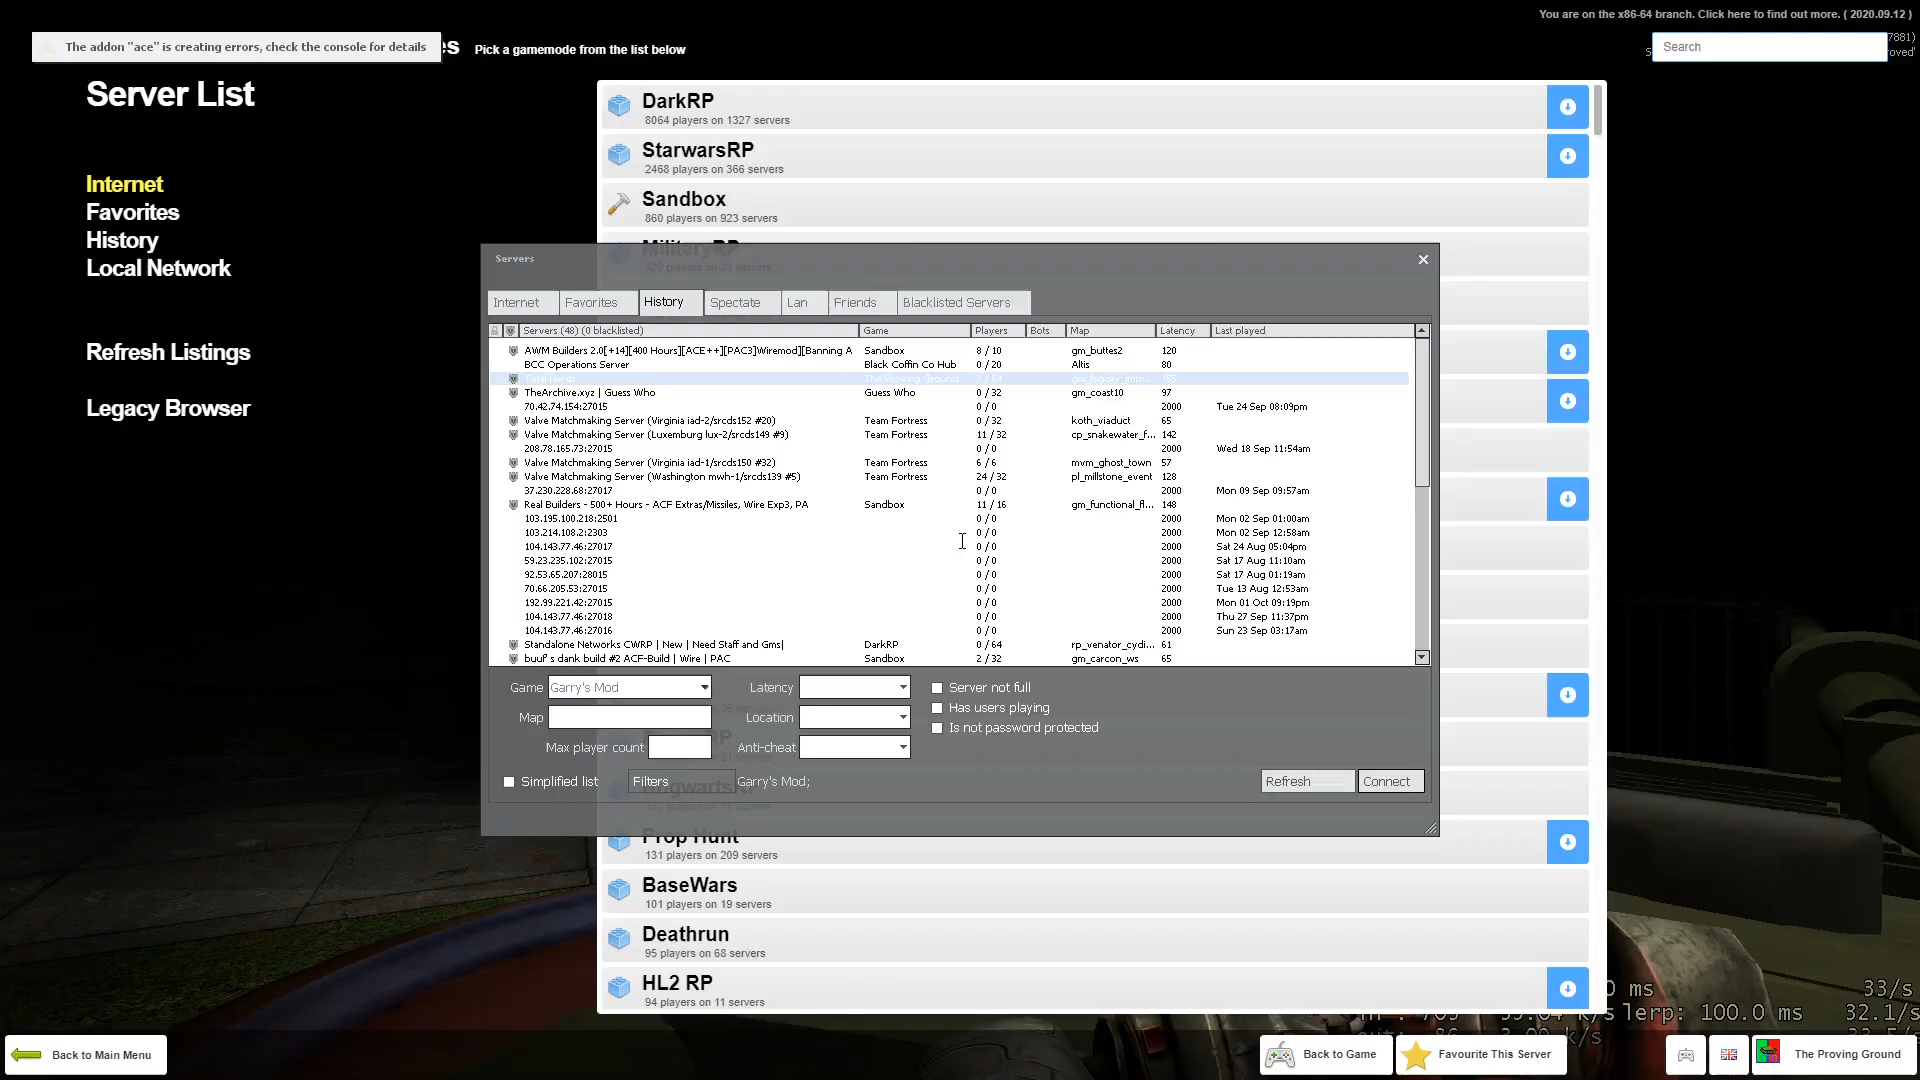 You are on the x86-64 branch. Click here to find out more. ( 2020.09.12 )
The addon "ace" is creating errors, check the console for details
es Pick a gamemode from the list below
Search
7881)
oved'
Server List
Internet
Favorites
History
Local Network
Refresh Listings
Legacy Browser
DarkRP
8064 players on 1327 servers
StarwarsRP
2468 players on 366 servers
Sandbox
860 players on 923 servers
MilitaryRP
Servers
Internet Favorites History Spectate Lan Friends Blacklisted Servers
Servers (48) (0 blacklisted) Game Players Bots Map Latency Last played
AWM Builders 2.0[+14][400 Hours][ACE++][PAC3]Wiremod][Banning A Sandbox 8 / 10 gm_buttes2 120
BCC Operations Server Black Coffin Co Hub 0 / 20 Altis 80
Total Nerds The Proving Ground
TheArchive.xyz | Guess Who Guess Who 0 / 32 gm_coast10 97
70.42.74.154:27015 0 / 0 2000 Tue 24 Sep 08:09pm
Valve Matchmaking Server (Virginia iad-2/srcds152 #20) Team Fortress 0 / 32 koth_viaduct 65
Valve Matchmaking Server (Luxemburg lux-2/srcds149 #9) Team Fortress 11 / 32 cp_snakewater_f... 142
208.78.165.73:27015 0 / 0 2000 Wed 18 Sep 11:54am
Valve Matchmaking Server (Virginia iad-1/srcds150 #32) Team Fortress 6 / 6 mvm_ghost_town 57
Valve Matchmaking Server (Washington mwh-1/srcds139 #5) Team Fortress 24 / 32 pl_millstone_event 128
37.230.228.68:27017 0 / 0 2000 Mon 09 Sep 09:57am
Real Builders - 500+ Hours - ACF Extras/Missiles, Wire Exp3, PA Sandbox 11 / 16 gm_functional_fl... 148
103.195.100.218:2501 0 / 0 2000 Mon 02 Sep 01:00am
103.214.108.2:2303 0 / 0 2000 Mon 02 Sep 12:58am
104.143.77.46:27017 0 / 0 2000 Sat 24 Aug 05:04pm
59.23.235.102:27015 0 / 0 2000 Sat 17 Aug 11:10am
92.53.65.207:28015 0 / 0 2000 Sat 17 Aug 01:19am
70.66.205.53:27015 0 / 0 2000 Tue 13 Aug 12:53am
192.99.221.42:27015 0 / 0 2000 Mon 01 Oct 09:19pm
104.143.77.46:27018 0 / 0 2000 Thu 27 Sep 11:37pm
104.143.77.46:27016 0 / 0 2000 Sun 23 Sep 03:17am
Standalone Networks CWRP | New | Need Staff and Gms| DarkRP 0 / 64 rp_venator_cydi... 61
buuf's dank build #2 ACF-Build | Wire | PAC Sandbox 2 / 32 gm_carcon_ws 65
Game Garry's Mod Latency Server not full
Map Location Has users playing
Is not password protected
Max player count Anti-cheat
Simplified list Filters Garry's Mod; Refresh Connect
Prop Hunt
131 players on 209 servers
BaseWars
101 players on 19 servers
Deathrun
95 players on 68 servers
HL2 RP
94 players on 11 servers
0 ms 33/s
lerp: 100.0 ms 32.1/s
Back to Main Menu
Back to Game
Favourite This Server
The Proving Ground